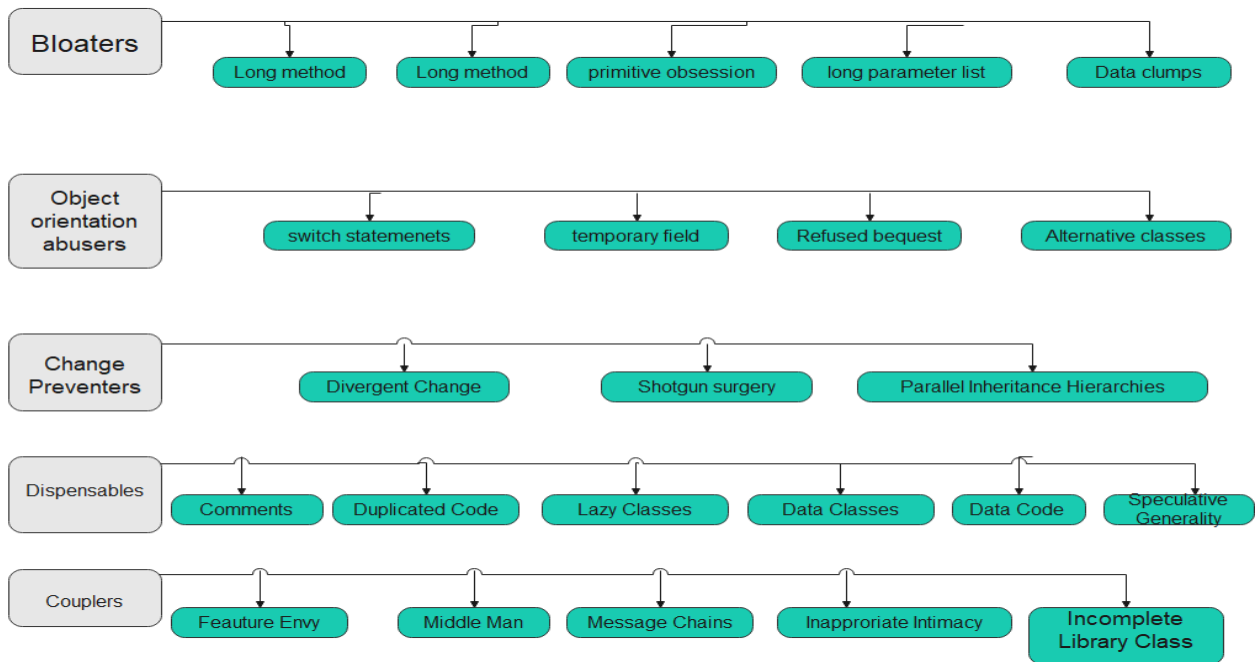 Bloaters
Long method
Long method
primitive obsession
long parameter list
Data clumps
Object
orientation
abusers
switch statemenets
temporary field
Refused bequest
Alternative classes
Change
Preventers
Divergent Change
Shotgun surgery
Parallel Inheritance Hierarchies
Dispensables
Comments
Duplicated Code
Lazy Classes
Data Classes
Data Code
Speculative
Generality
Couplers
Feauture Envy
Middle Man
Message Chains
Inapproriate Intimacy
Incomplete
Library Class